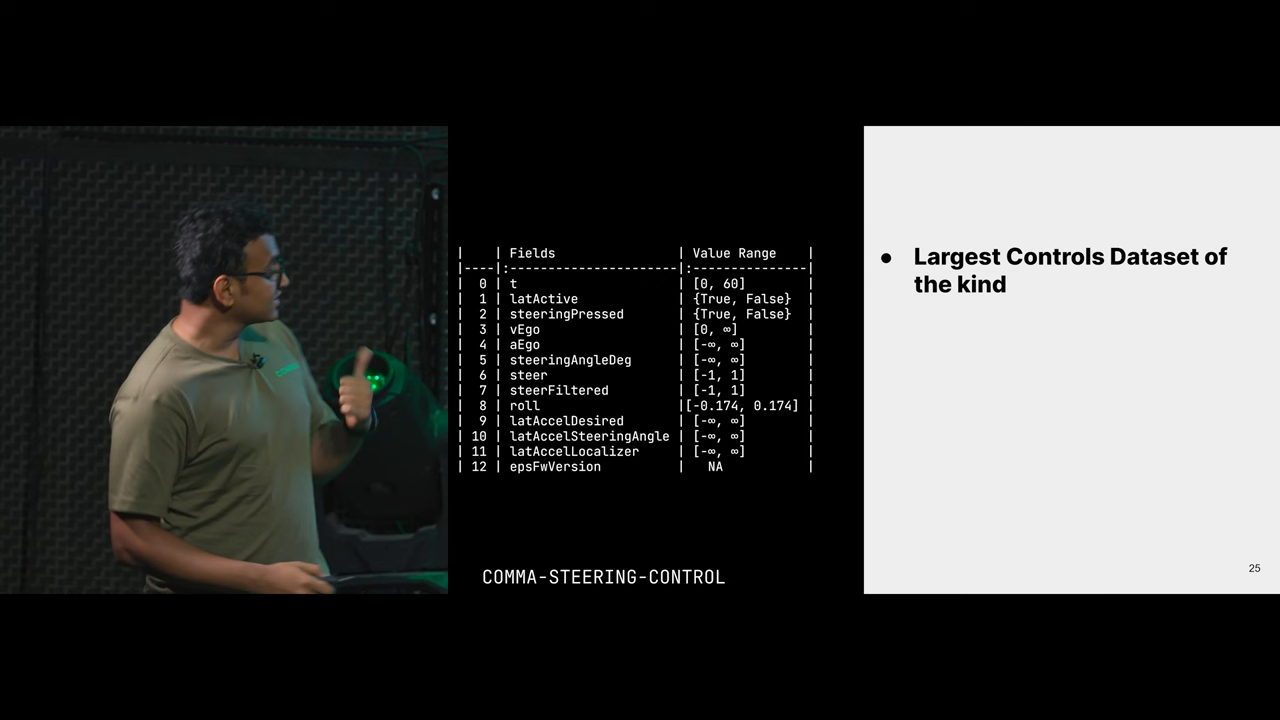 |    | Fields               | Value Range   |
|----|:----------------------|:---------------|
|  0 | t                    | [0, 60]       |
|  1 | latActive            | {True, False} |
|  2 | steeringPressed      | {True, False} |
|  3 | vEgo                 | [0, ∞]        |
|  4 | aEgo                 | [-∞, ∞]       |
|  5 | steeringAngleDeg     | [-∞, ∞]       |
|  6 | steer                | [-1, 1]       |
|  7 | steerFiltered        | [-1, 1]       |
|  8 | roll                 |[-0.174, 0.174] |
|  9 | latAccelDesired      | [-∞, ∞]       |
| 10 | latAccelSteeringAngle | [-∞, ∞]       |
| 11 | latAccelLocalizer    | [-∞, ∞]       |
| 12 | epsFwVersion         |   NA          |
COMMA-STEERING-CONTROL
● Largest Controls Dataset of
the kind
25